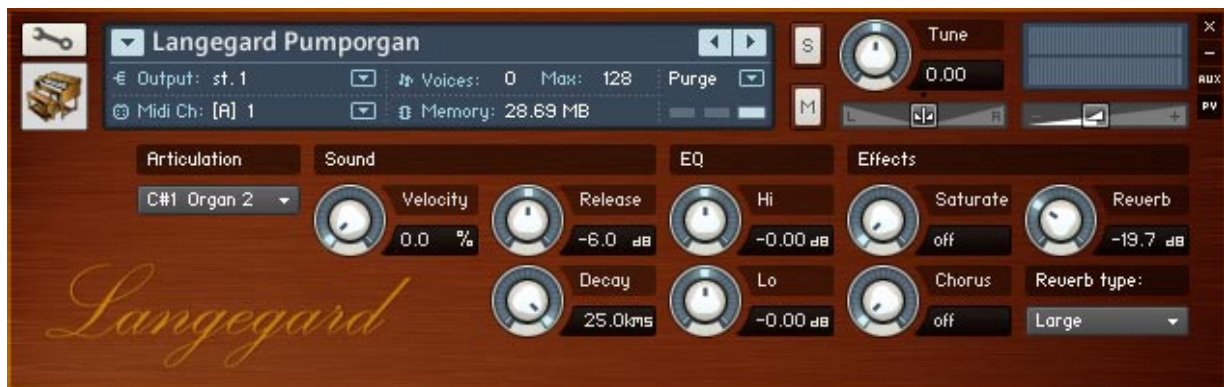 Langegard Pumporgan
S
Tune
×
–
Output: st. 1
Voices: 0 Max: 128
Purge
0.00
AUX
Midi Ch: [A] 1
Memory: 28.69 MB
M
L R
- +
PV
Articulation
Sound
EQ
Effects
C#1 Organ 2
Velocity
Release
Hi
Saturate
Reverb
0.0 %
-6.0 dB
-0.00 dB
off
-19.7 dB
Decay
Lo
Chorus
Reverb type:
Langegard
25.0kms
-0.00 dB
off
Large